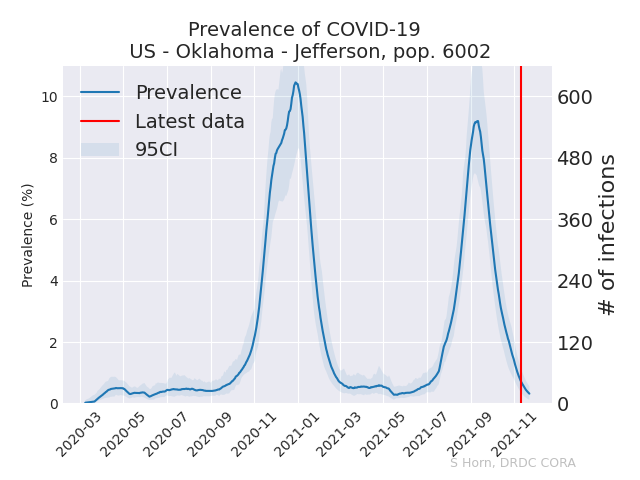 Prevalence of COVID-19
US - Oklahoma - Jefferson, pop. 6002
Prevalence
Latest data
95CI
Prevalence (%)
10
8
6
4
2
0
600
480
360
240
120
0
# of infections
2020-03
2020-05
2020-07
2020-09
2020-11
2021-01
2021-03
2021-05
2021-07
2021-09
2021-11
S Horn, DRDC CORA